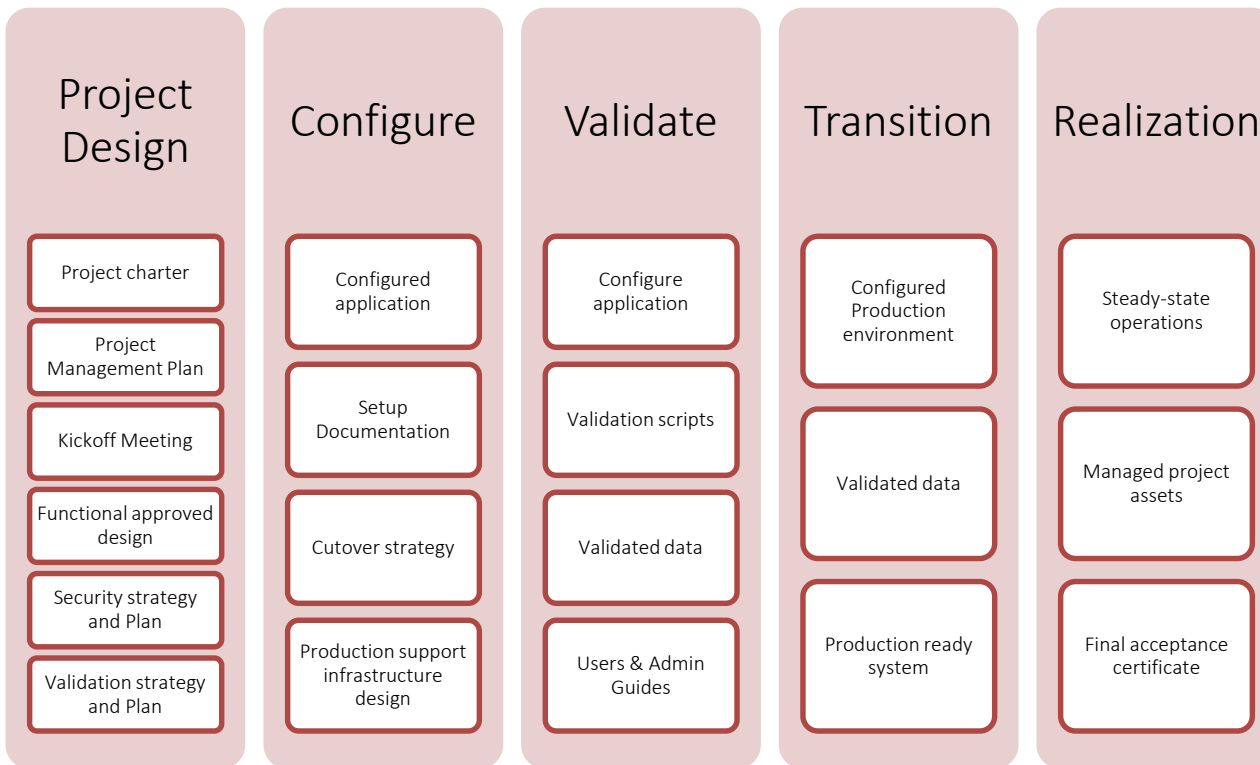 Project
Design
Project charter
Project
Management Plan
Kickoff Meeting
Functional approved
design
Security strategy
and Plan
Validation strategy
and Plan
Configure
Configured
application
Setup
Documentation
Cutover strategy
Production support
infrastructure
design
Validate
Configure
application
Validation scripts
Validated data
Users & Admin
Guides
Transition
Configured
Production
environment
Validated data
Production ready
system
Realization
Steady-state
operations
Managed project
assets
Final acceptance
certificate